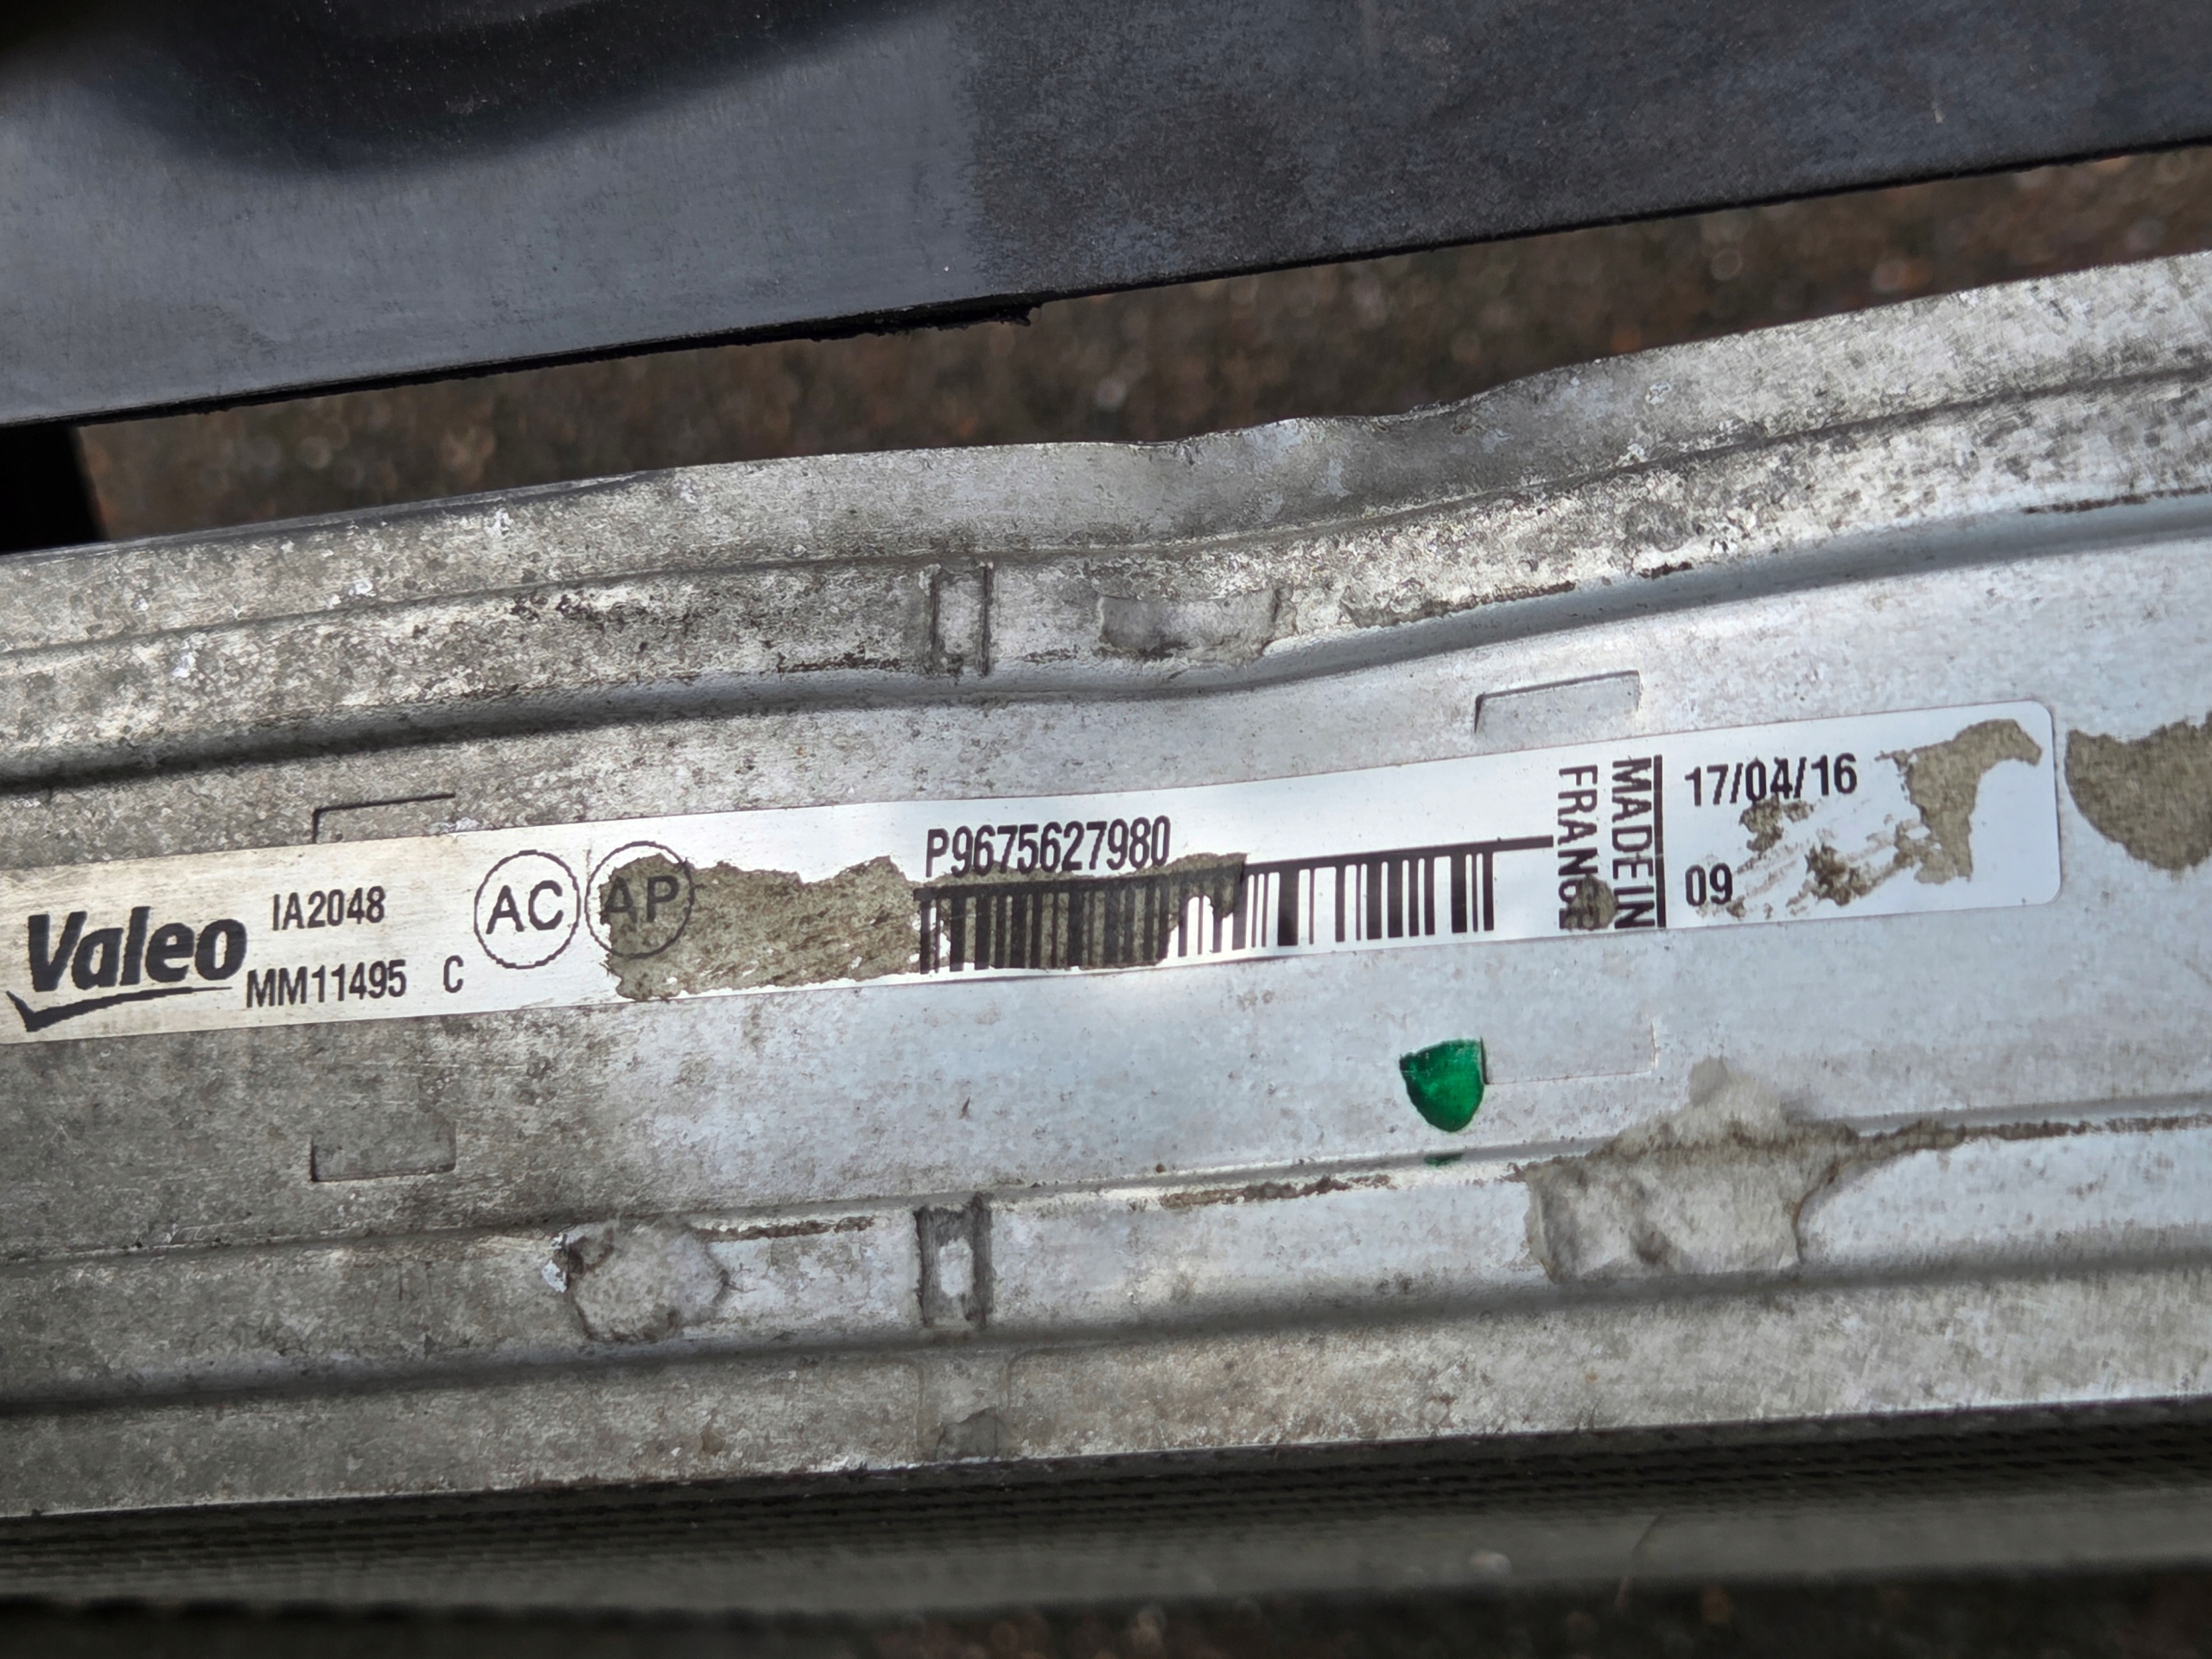 Valeo
IA2048
MM11495 C
AC
AP
P9675627980
MADE IN
FRANCE
17/04/16
09